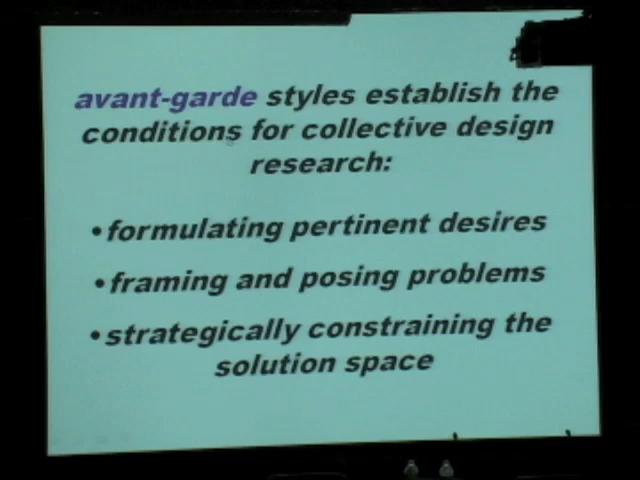 avant-garde styles establish the
conditions for collective design
research:
•formulating pertinent desires
•framing and posing problems
•strategically constraining the
solution space